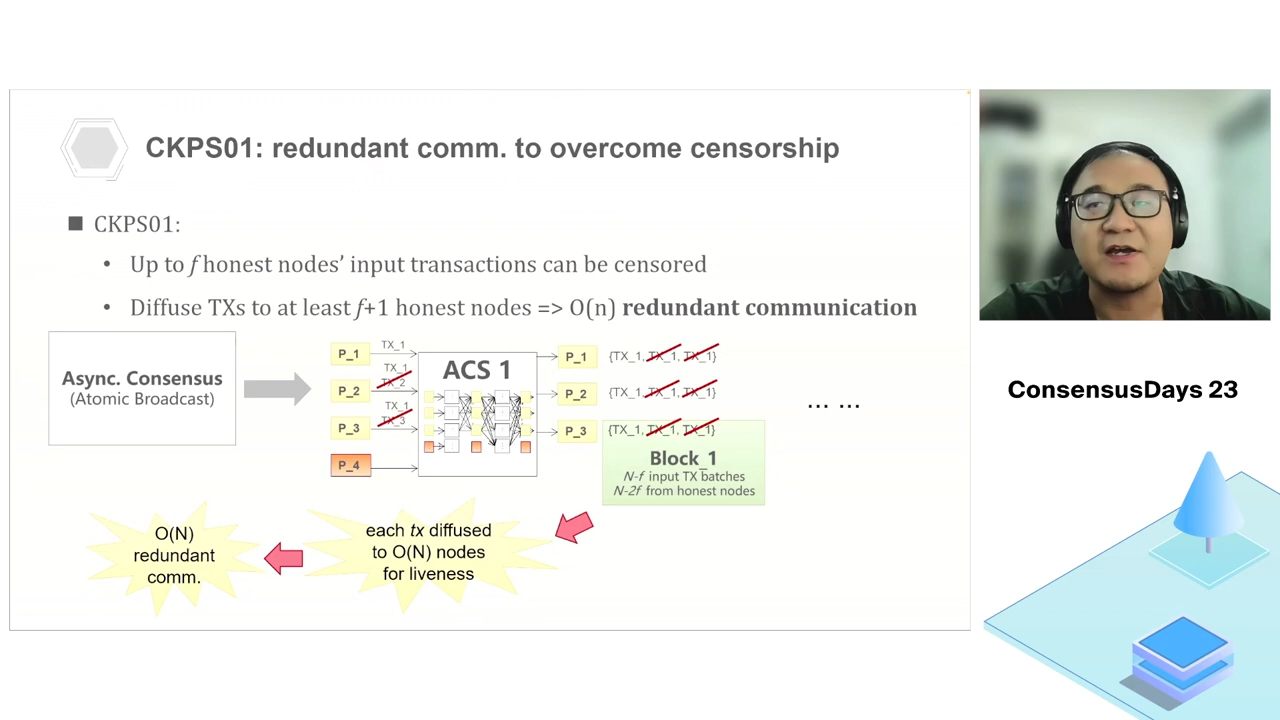 CKPS01: redundant comm. to overcome censorship
■ CKPS01:
• Up to f honest nodes' input transactions can be censored
• Diffuse TXs to at least f+1 honest nodes => O(n) redundant communication
Async. Consensus
(Atomic Broadcast)
P_1
TX_1
P_2
TX_1
TX_2
P_3
TX_1
TX_3
P_4
ACS 1
P_1
{TX_1, TX_1, TX_1}
P_2
{TX_1, TX_1, TX_1}
P_3
{TX_1, TX_1, TX_1}
... ...
Block_1
N-f input TX batches
N-2f from honest nodes
O(N)
redundant
comm.
each tx diffused
to O(N) nodes
for liveness
ConsensusDays 23